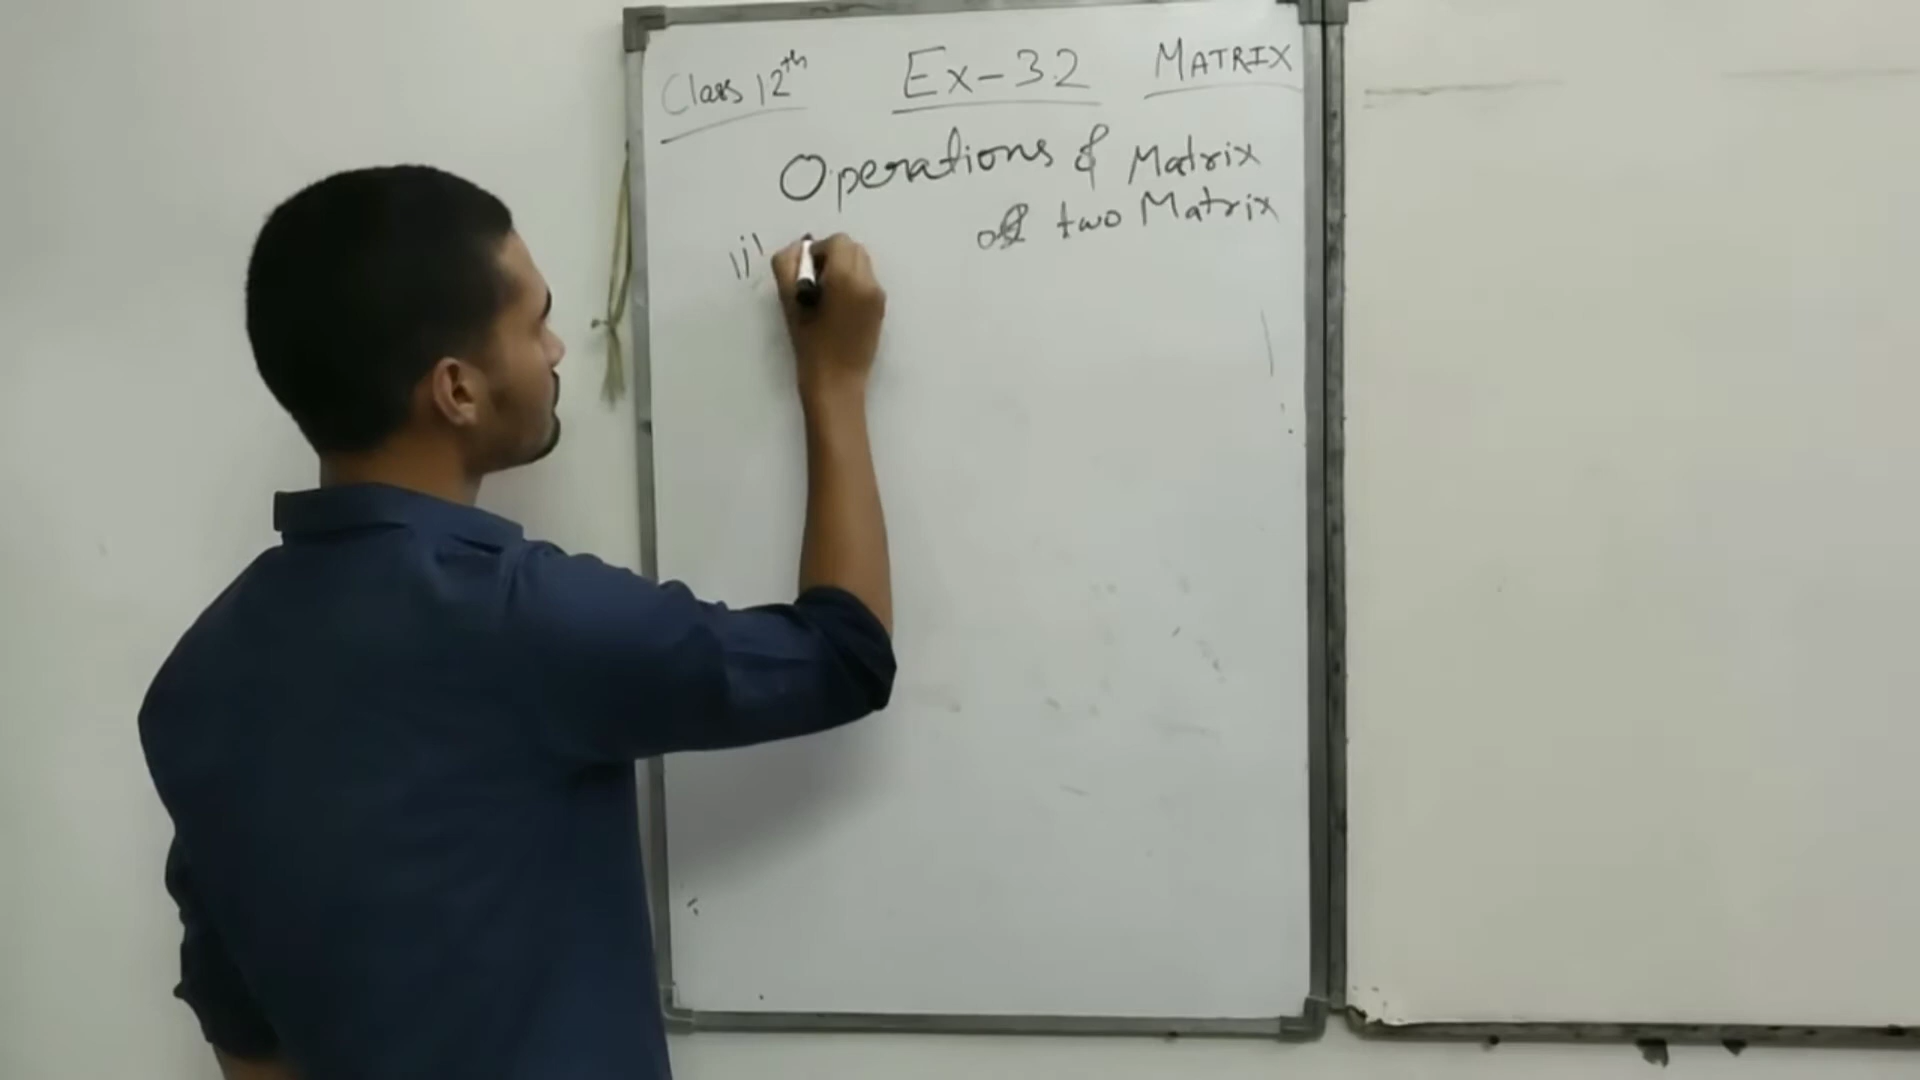 Class 12th Ex-3.2 MATRIX
Operations of Matrix
of two Matrix